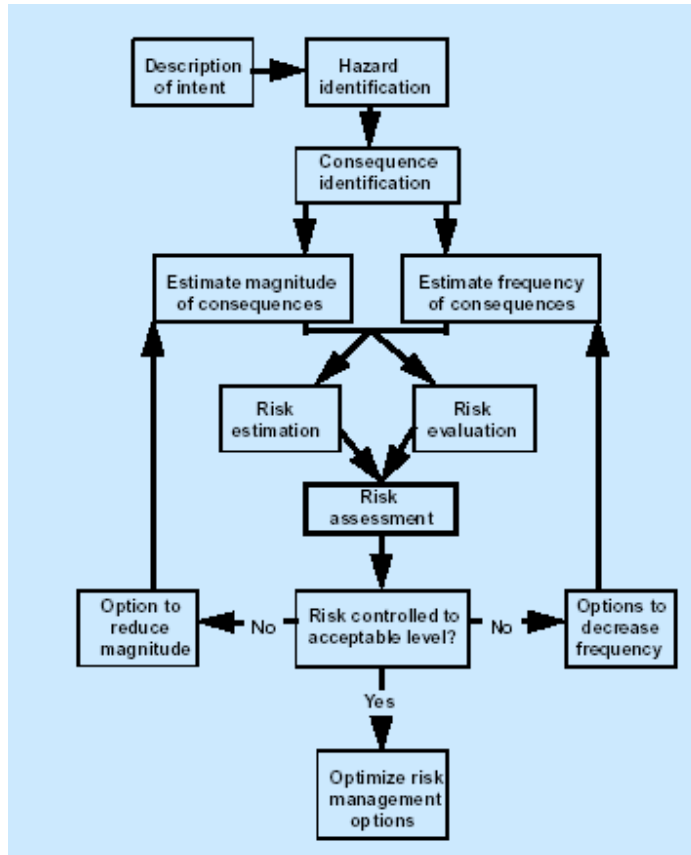 Description
of intent
Hazard
identification
Consequence
identification
Estimate magnitude
of consequences
Estimate frequency
of consequences
Risk
estimation
Risk
evaluation
Risk
assessment
Option to
reduce
magnitude
No
Risk controlled to
acceptable level?
No
Options to
decrease
frequency
Yes
Optimize risk
management
options